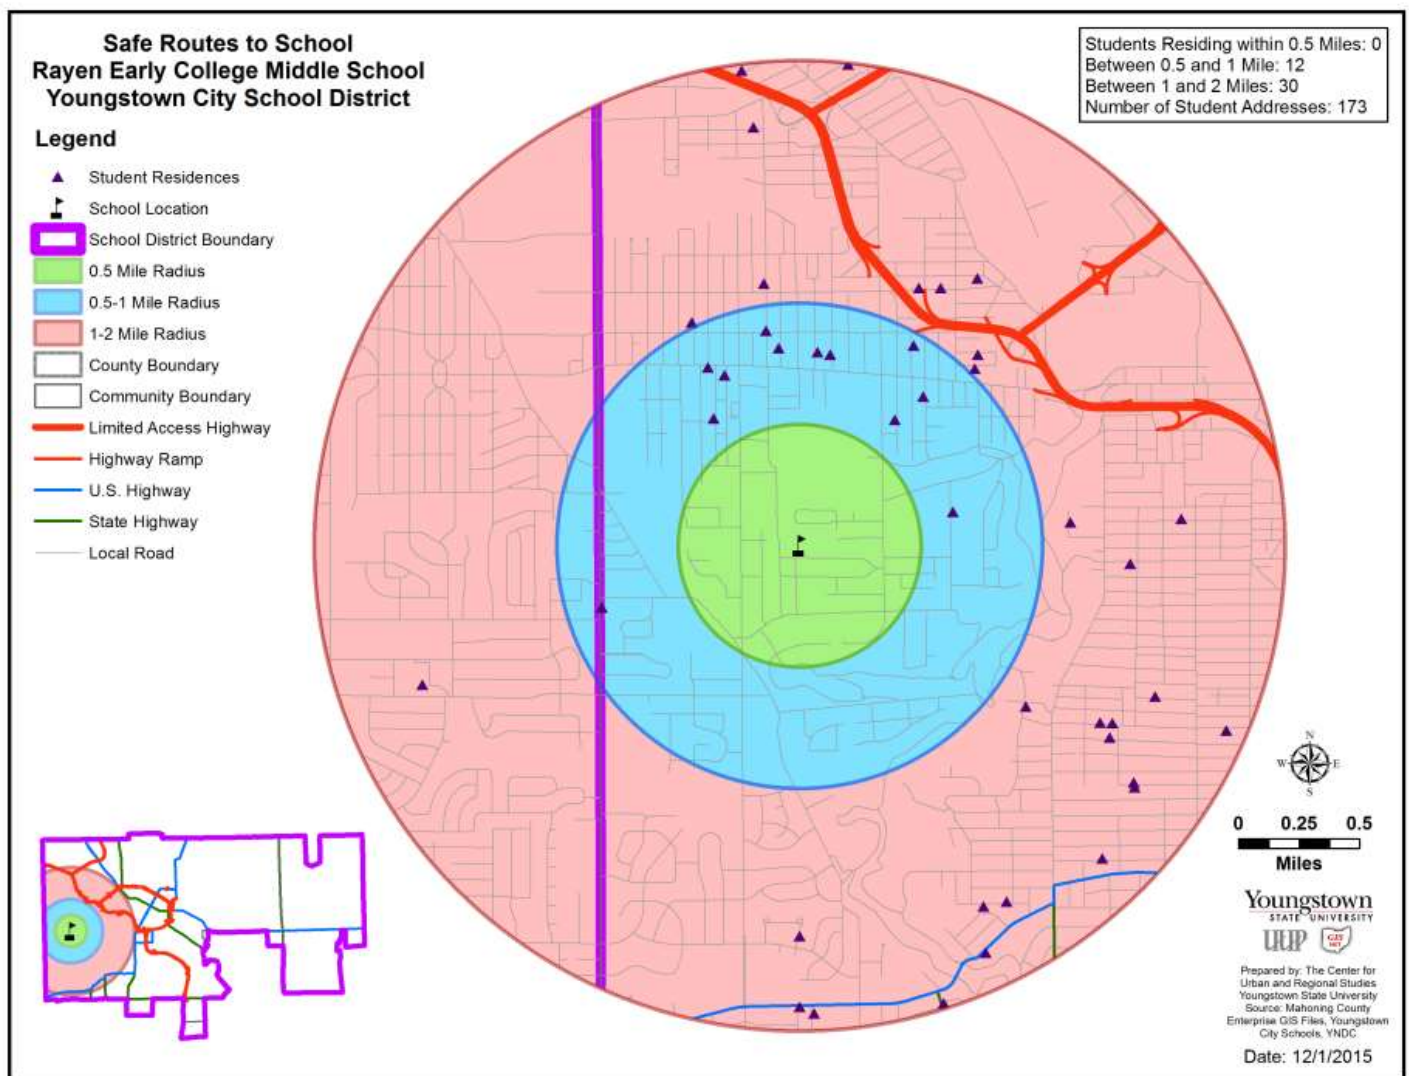 Safe Routes to School
Rayen Early College Middle School
Youngstown City School District
Legend
Student Residences
School Location
School District Boundary
0.5 Mile Radius
0.5-1 Mile Radius
1-2 Mile Radius
County Boundary
Community Boundary
Limited Access Highway
Highway Ramp
U.S. Highway
State Highway
Local Road
Students Residing within 0.5 Miles: 0
Between 0.5 and 1 Mile: 12
Between 1 and 2 Miles: 30
Number of Student Addresses: 173
N
W E
S
0 0.25 0.5
Miles
Youngstown
STATE UNIVERSITY
GIS
Prepared by: The Center for
Urban and Regional Studies
Youngstown State University
Source: Mahoning County
Enterprise GIS Files, Youngstown
City Schools, YNDC
Date: 12/1/2015